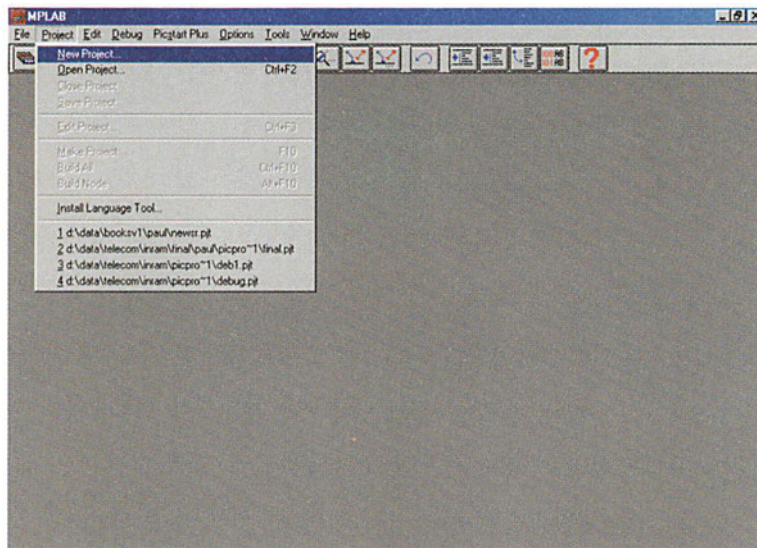 MPLAB
File Project Edit Debug Picstart Plus Options Tools Window Help
New Project...
Open Project... Ctrl+F2
Close Project
Save Project
Edit Project... Ctrl+F3
Make Project F10
Build All Ctrl+F10
Build Node Alt+F10
Install Language Tool...
1 d:\data\booksv1\paul\newsr.pjt
2 d:\data\telecom\inram\final\paul\picpro~1\final.pjt
3 d:\data\telecom\inram\picpro~1\deb1.pjt
4 d:\data\telecom\inram\picpro~1\debug.pjt